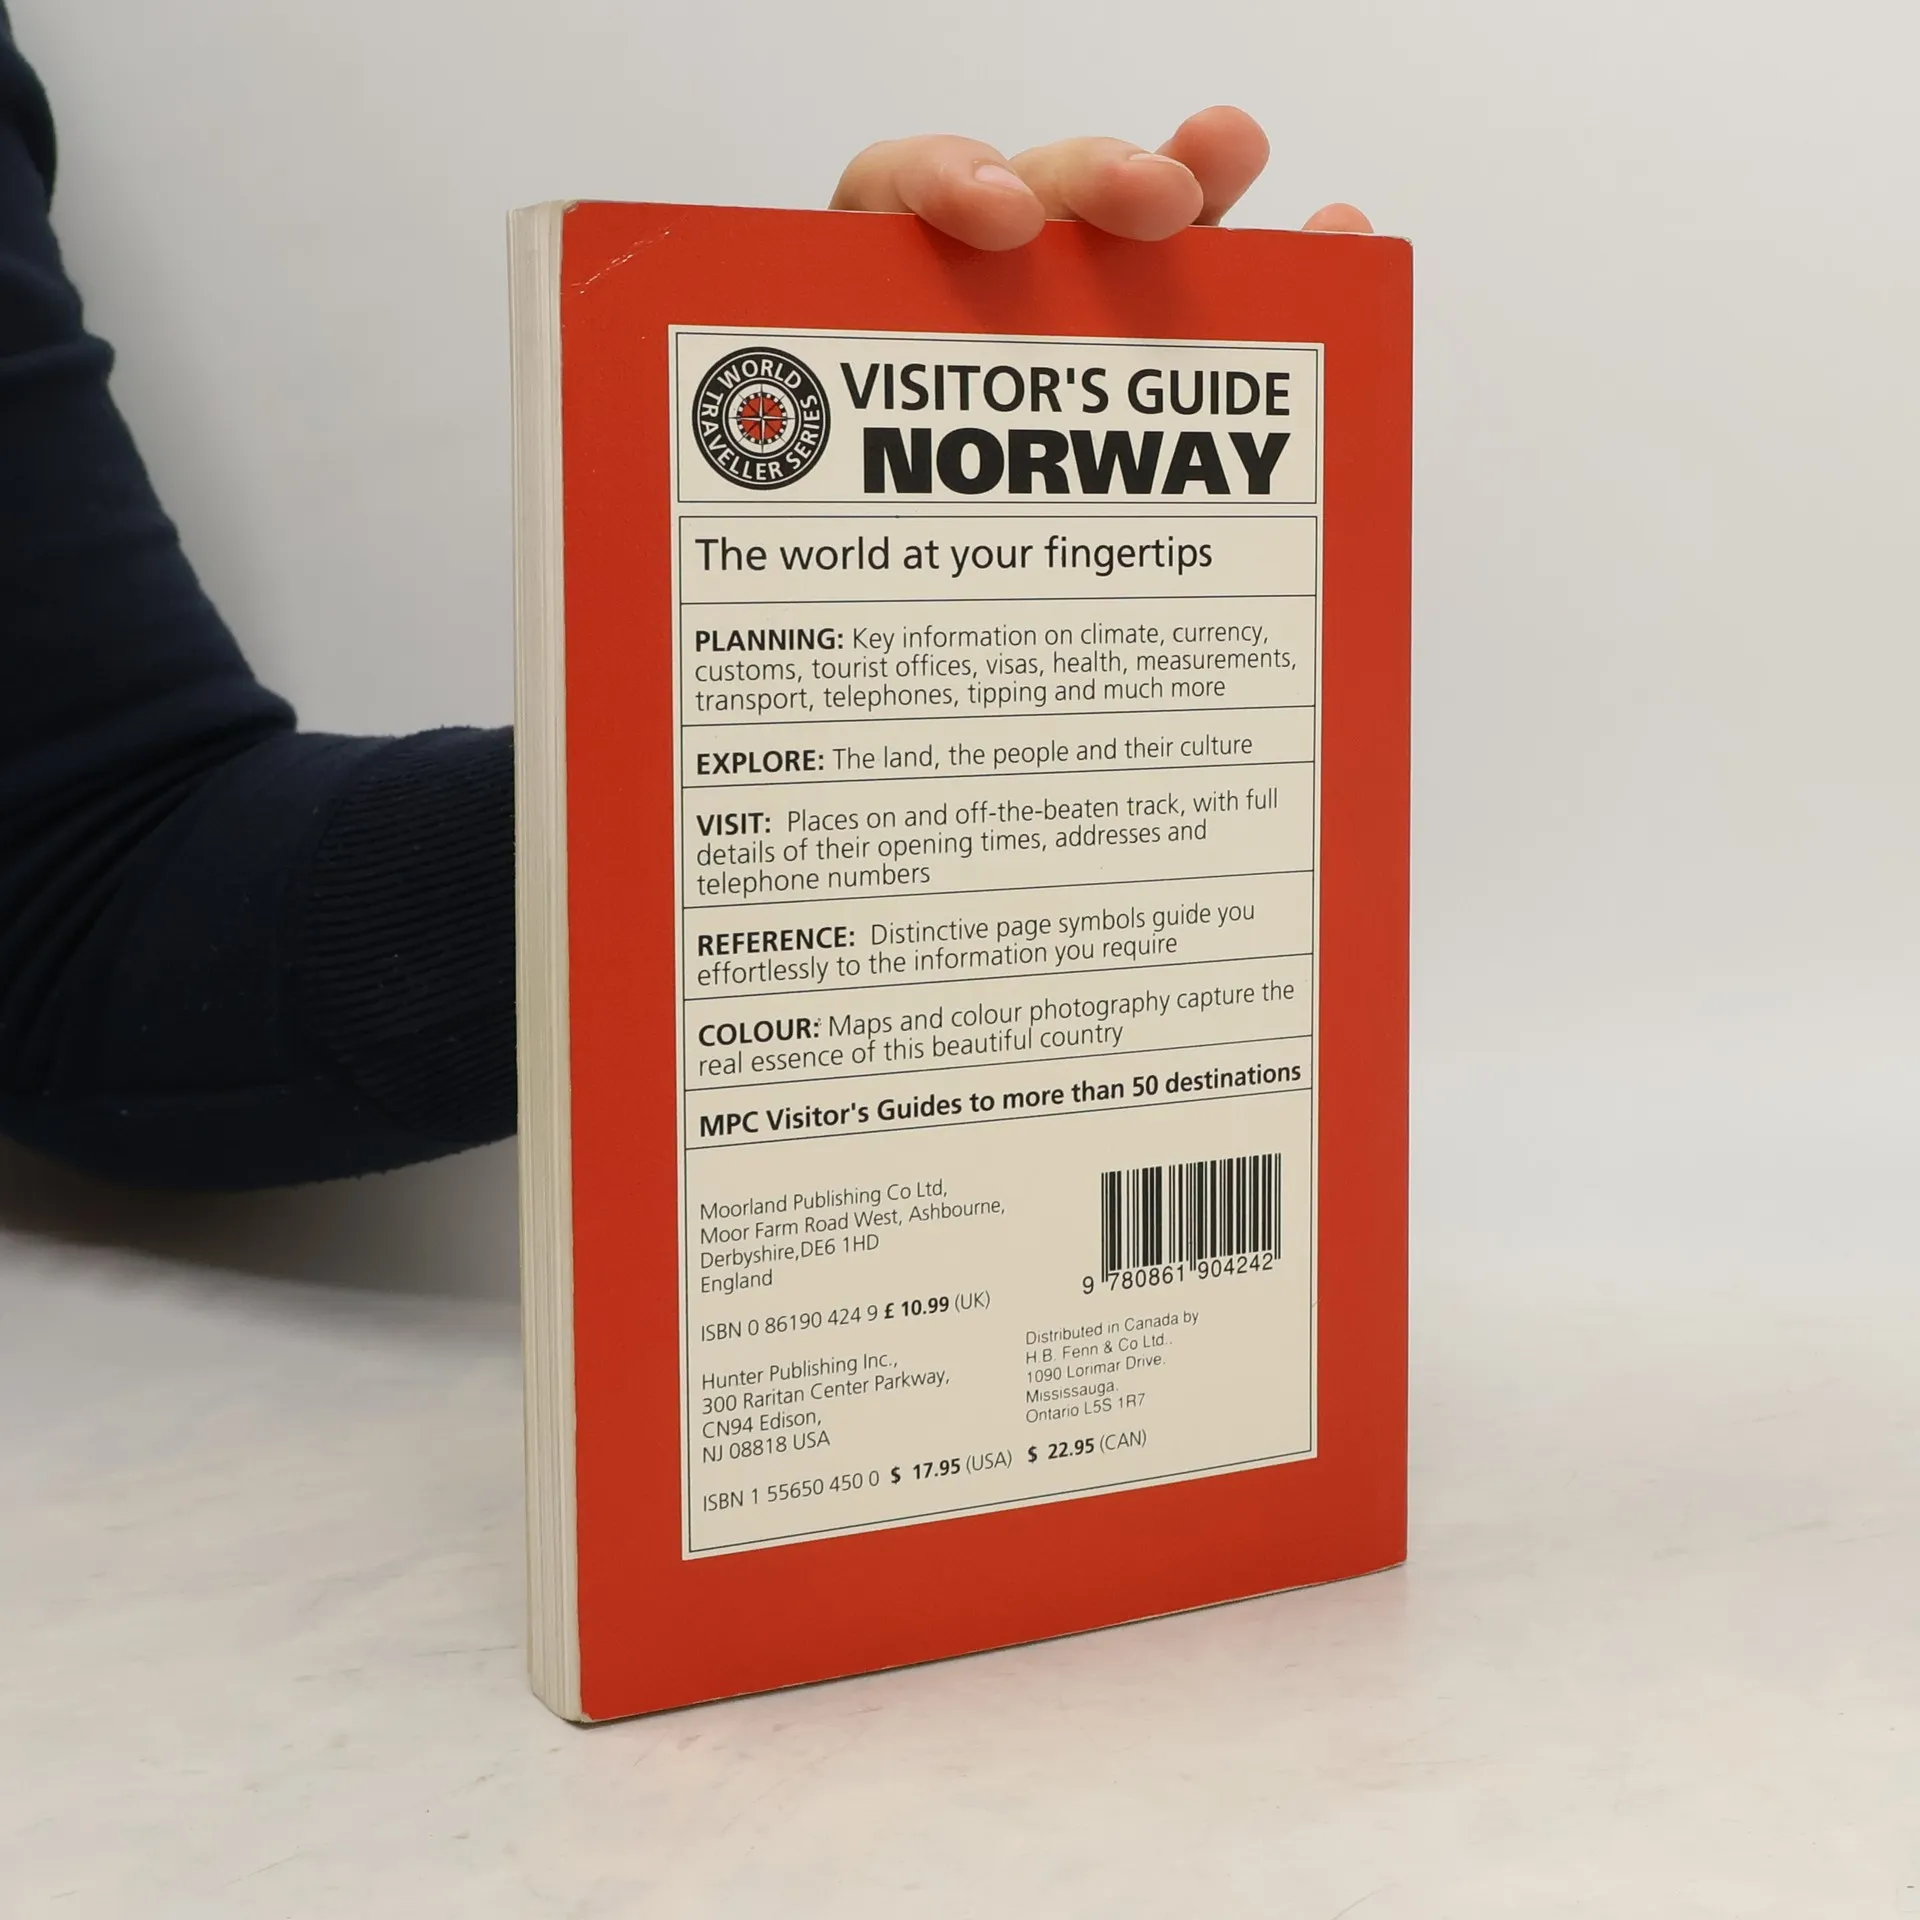 WORLD TRAVELLER SERIES
VISITOR'S GUIDE
NORWAY
The world at your fingertips
PLANNING: Key information on climate, currency,
customs, tourist offices, visas, health, measurements,
transport, telephones, tipping and much more
EXPLORE: The land, the people and their culture
VISIT: Places on and off-the-beaten track, with full
details of their opening times, addresses and
telephone numbers
REFERENCE: Distinctive page symbols guide you
effortlessly to the information you require
COLOUR: Maps and colour photography capture the
real essence of this beautiful country
MPC Visitor's Guides to more than 50 destinations
Moorland Publishing Co Ltd,
Moor Farm Road West, Ashbourne,
Derbyshire,DE6 1HD
England
ISBN 0 86190 424 9 £ 10.99 (UK)
9 780861 904242
Hunter Publishing Inc.,
300 Raritan Center Parkway,
CN94 Edison,
NJ 08818 USA
Distributed in Canada by
H.B. Fenn & Co Ltd..
1090 Lorimar Drive.
Mississauga.
Ontario L5S 1R7
ISBN 1 55650 450 0 $ 17.95 (USA) $ 22.95 (CAN)